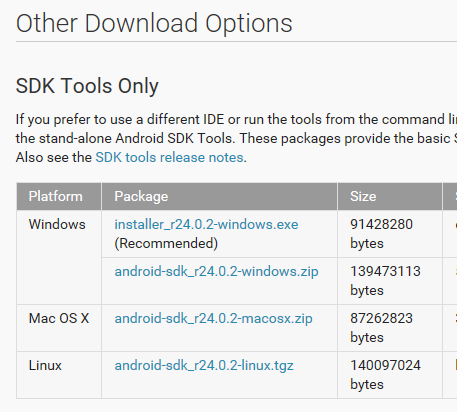 Other Download Options
SDK Tools Only
If you prefer to use a different IDE or run the tools from the command
the stand-alone Android SDK Tools. These packages provide the basic
Also see the SDK tools release notes.
Platform Package Size
Windows installer_r24.0.2-windows.exe 91428280
(Recommended) bytes
android-sdk_r24.0.2-windows.zip 139473113
bytes
Mac OS X android-sdk_r24.0.2-macosx.zip 87262823
bytes
Linux android-sdk_r24.0.2-linux.tgz 140097024
bytes